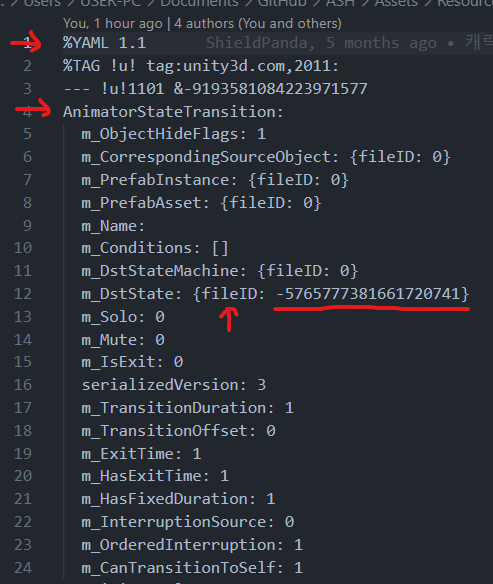 Users > USER-PC > Documents > GitHub > ASH > Assets > Resourc
You, 1 hour ago | 4 authors (You and others)
1 %YAML 1.1 ShieldPanda, 5 months ago • 캐릭
2 %TAG !u! tag:unity3d.com,2011:
3 --- !u!1101 &-9193581084223971577
4 AnimatorStateTransition:
5 m_ObjectHideFlags: 1
6 m_CorrespondingSourceObject: {fileID: 0}
7 m_PrefabInstance: {fileID: 0}
8 m_PrefabAsset: {fileID: 0}
9 m_Name:
10 m_Conditions: []
11 m_DstStateMachine: {fileID: 0}
12 m_DstState: {fileID: -5765777381661720741}
13 m_Solo: 0
14 m_Mute: 0
15 m_IsExit: 0
16 serializedVersion: 3
17 m_TransitionDuration: 1
18 m_TransitionOffset: 0
19 m_ExitTime: 1
20 m_HasExitTime: 1
21 m_HasFixedDuration: 1
22 m_InterruptionSource: 0
23 m_OrderedInterruption: 1
24 m_CanTransitionToSelf: 1